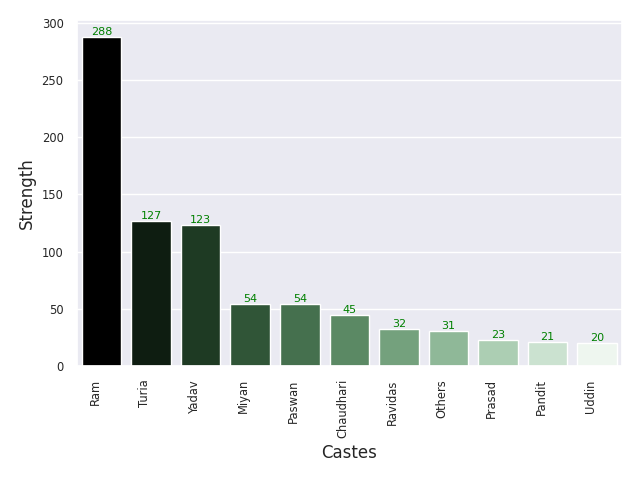 300
250
200
150
100
50
0
Strength
288
127
123
54
54
45
32
31
23
21
20
Ram
Turia
Yadav
Miyan
Paswan
Chaudhari
Ravidas
Others
Prasad
Pandit
Uddin
Castes